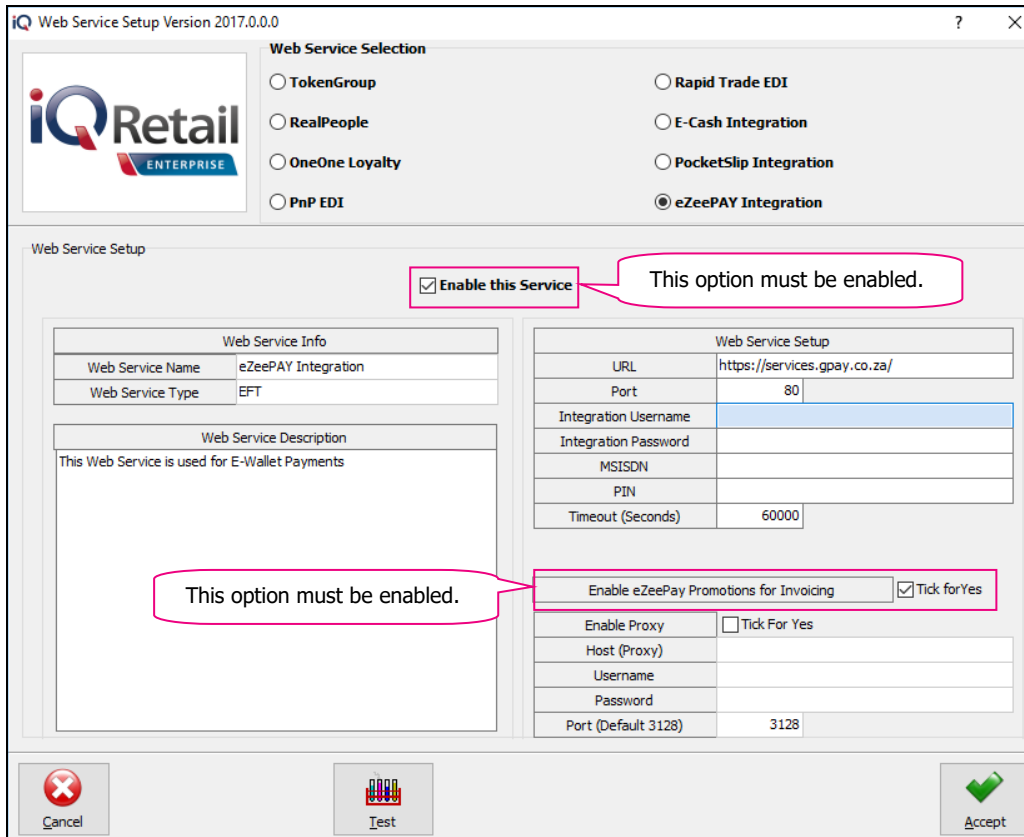 iQ Web Service Setup Version 2017.0.0.0 ?
iQ Retail
ENTERPRISE
Web Service Selection
TokenGroup
Rapid Trade EDI
RealPeople
E-Cash Integration
OneOne Loyalty
PocketSlip Integration
PnP EDI
eZeePAY Integration
Web Service Setup
Enable this Service
This option must be enabled.
Web Service Info
Web Service Name eZeePAY Integration
Web Service Type EFT
Web Service Description
This Web Service is used for E-Wallet Payments
Web Service Setup
URL https://services.gpay.co.za/
Port 80
Integration Username
Integration Password
MSISDN
PIN
Timeout (Seconds) 60000
This option must be enabled.
Enable eZeePay Promotions for Invoicing Tick forYes
Enable Proxy Tick For Yes
Host (Proxy)
Username
Password
Port (Default 3128) 3128
Cancel
Test
Accept